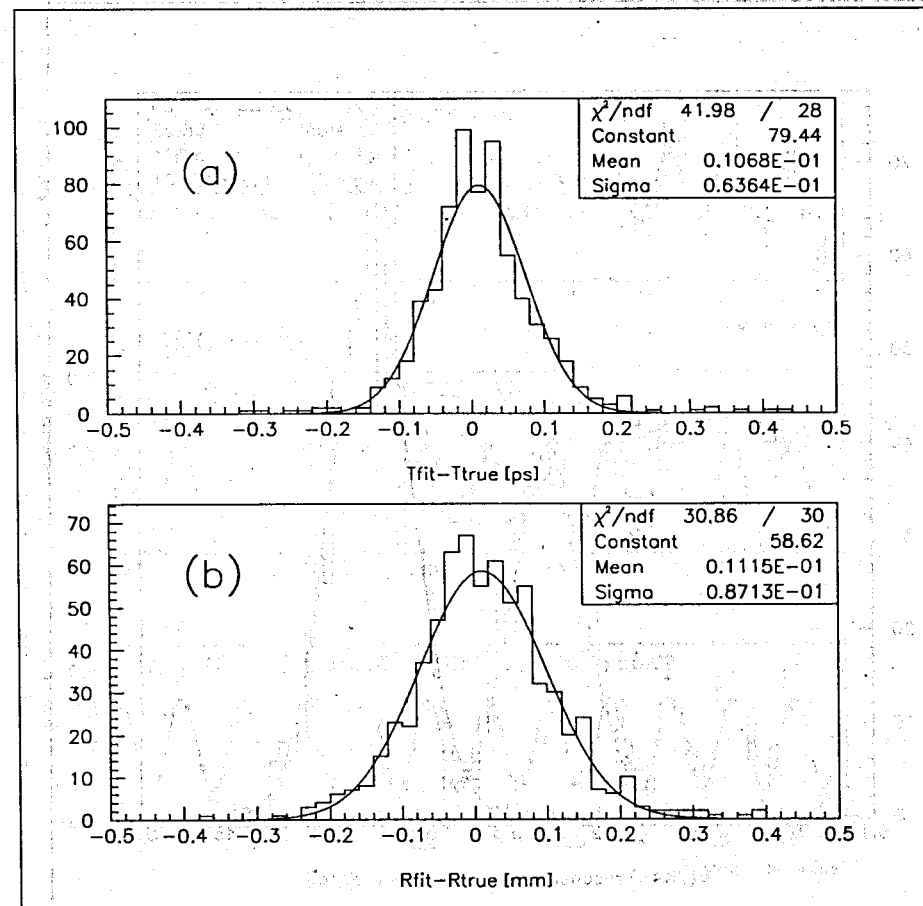 χ²/ndf 41.98 / 28
Constant 79.44
Mean 0.1068E-01
Sigma 0.6364E-01
(a)
100
80
60
40
20
0
-0.5 -0.4 -0.3 -0.2 -0.1 0 0.1 0.2 0.3 0.4 0.5
Tfit-Ttrue [ps]
χ²/ndf 30.86 / 30
Constant 58.62
Mean 0.1115E-01
Sigma 0.8713E-01
(b)
70
60
50
40
30
20
10
0
-0.5 -0.4 -0.3 -0.2 -0.1 0 0.1 0.2 0.3 0.4 0.5
Rfit-Rtrue [mm]